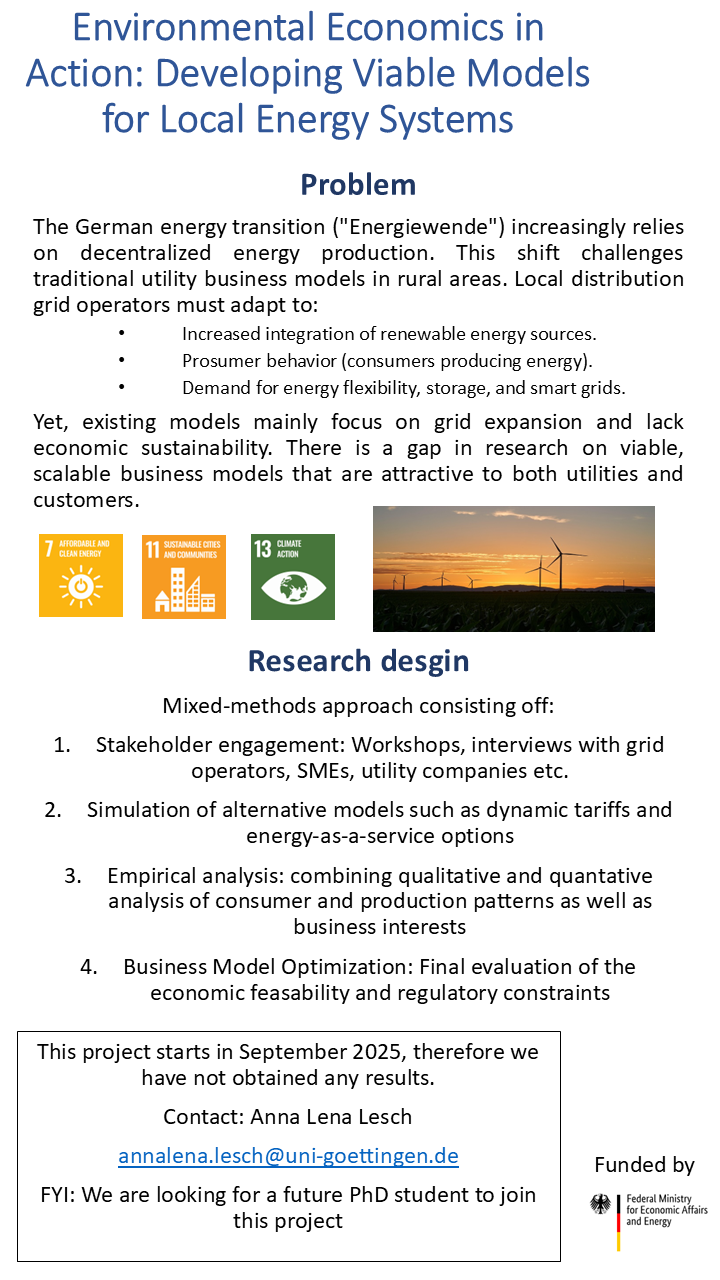 Environmental Economics in
Action: Developing Viable Models
for Local Energy Systems
Problem
The German energy transition ("Energiewende") increasingly relies
on decentralized energy production. This shift challenges
traditional utility business models in rural areas. Local distribution
grid operators must adapt to:
• Increased integration of renewable energy sources.
• Prosumer behavior (consumers producing energy).
• Demand for energy flexibility, storage, and smart grids.
Yet, existing models mainly focus on grid expansion and lack
economic sustainability. There is a gap in research on viable,
scalable business models that are attractive to both utilities and
customers.
7 AFFORDABLE AND
CLEAN ENERGY
11 SUSTAINABLE CITIES
AND COMMUNITIES
13 CLIMATE
ACTION
Research desgin
Mixed-methods approach consisting off:
1. Stakeholder engagement: Workshops, interviews with grid
operators, SMEs, utility companies etc.
2. Simulation of alternative models such as dynamic tariffs and
energy-as-a-service options
3. Empirical analysis: combining qualitative and quantative
analysis of consumer and production patterns as well as
business interests
4. Business Model Optimization: Final evaluation of the
economic feasability and regulatory constraints
This project starts in September 2025, therefore we
have not obtained any results.
Contact: Anna Lena Lesch
annalena.lesch@uni-goettingen.de
FYI: We are looking for a future PhD student to join
this project
Funded by
Federal Ministry
for Economic Affairs
and Energy